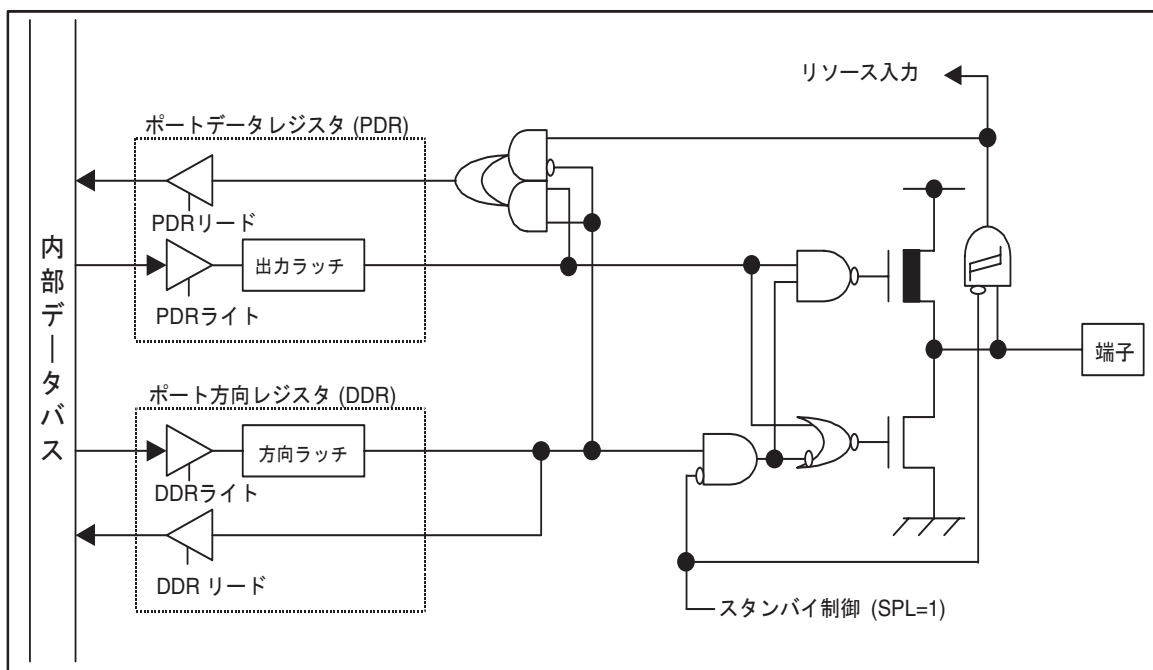 リソース入力
ポートデータレジスタ (PDR)
PDRリード
出力ラッチ
PDRライト
内部データバス
端子
ポート方向レジスタ (DDR)
方向ラッチ
DDRライト
DDR リード
スタンバイ制御 (SPL=1)